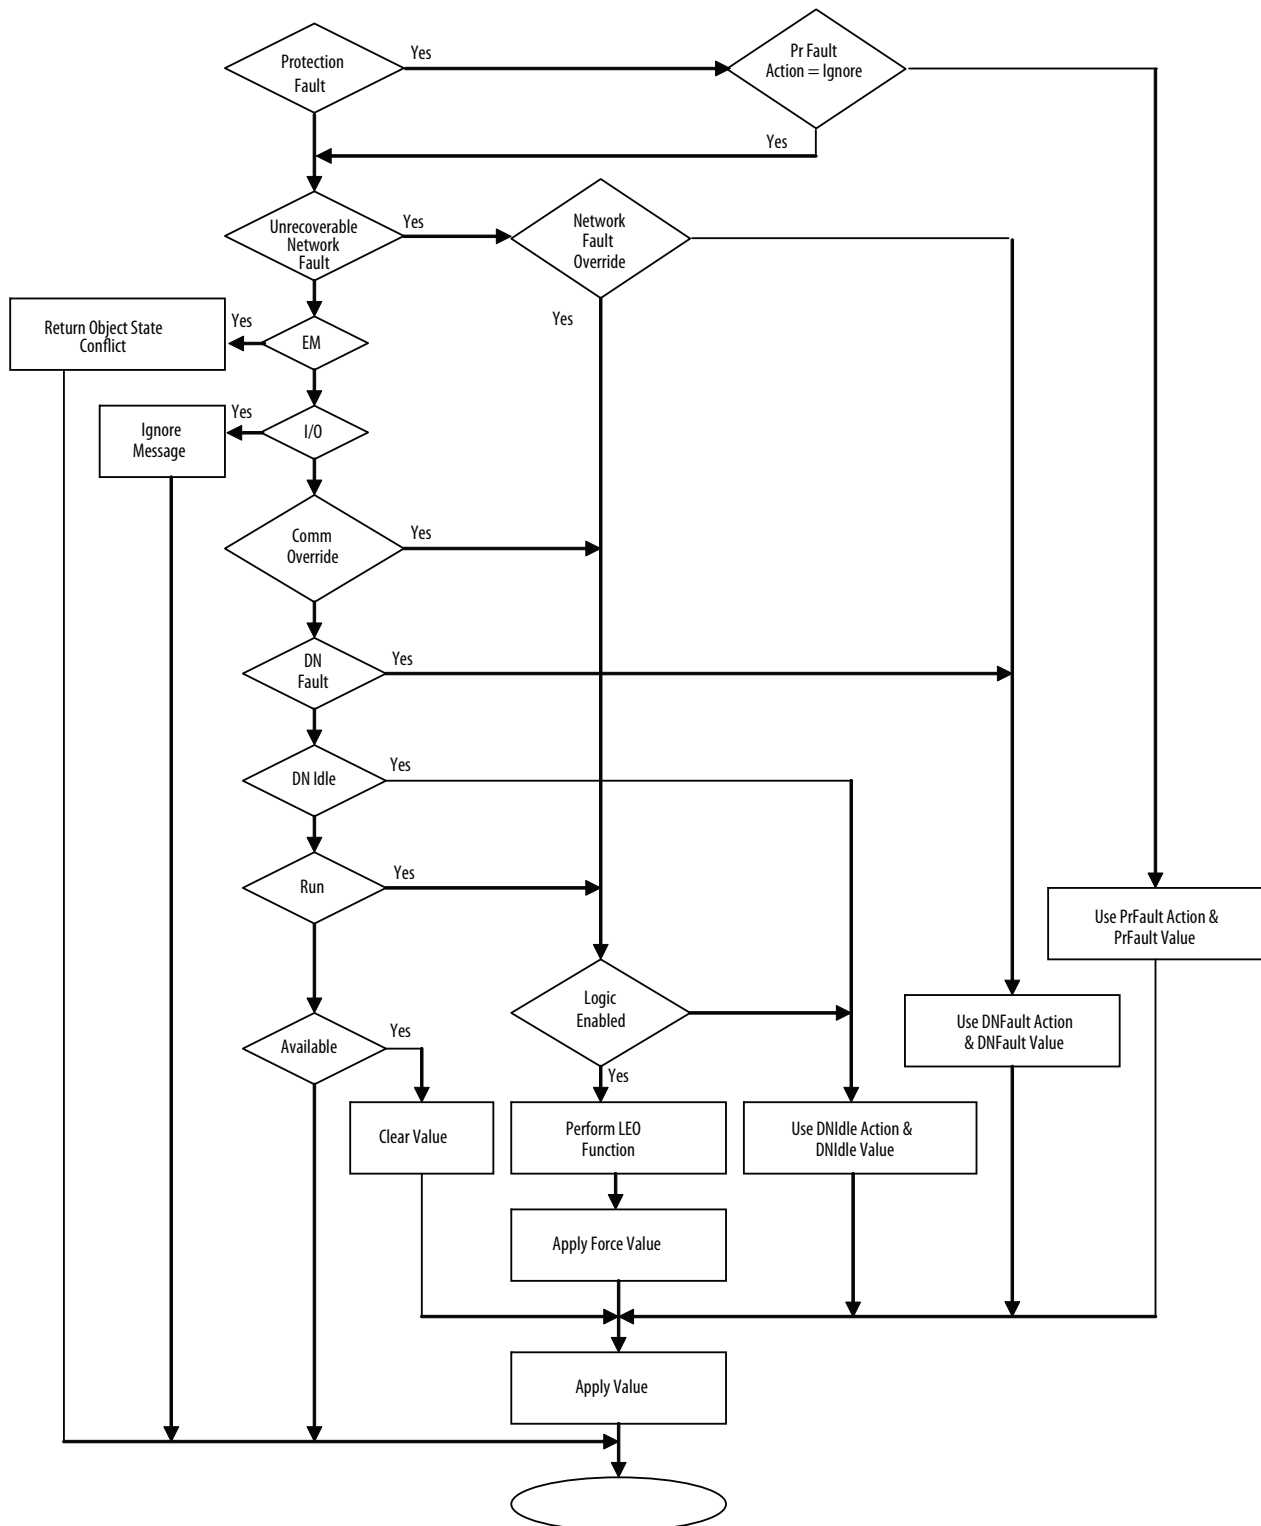 Protection
Fault
Yes
Pr Fault
Action = Ignore
Yes
Unrecoverable
Network
Fault
Yes
Network
Fault
Override
Yes
Return Object State
Conflict
Yes
EM
Ignore
Message
Yes
I/O
Comm
Override
Yes
DN
Fault
Yes
DN Idle
Yes
Run
Yes
Use PrFault Action &
PrFault Value
Logic
Enabled
Yes
Use DNFault Action
& DNFault Value
Available
Yes
Clear Value
Perform LEO
Function
Use DNIdle Action &
DNIdle Value
Apply Force Value
Apply Value